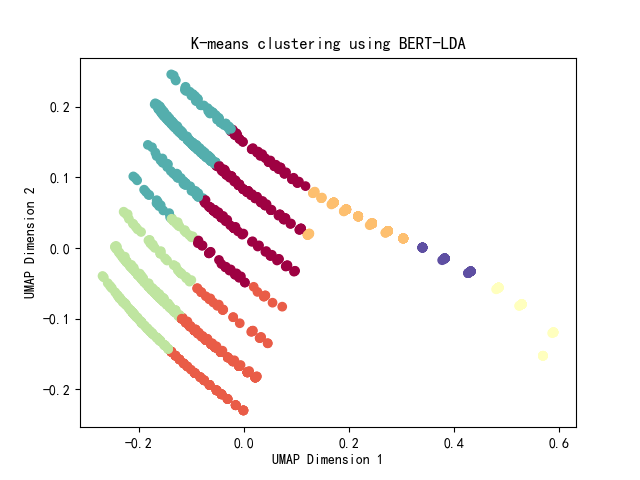 K-means clustering using BERT-LDA
UMAP Dimension 2
0.2
0.1
0.0
−0.1
−0.2
−0.2 0.0 0.2 0.4 0.6
UMAP Dimension 1